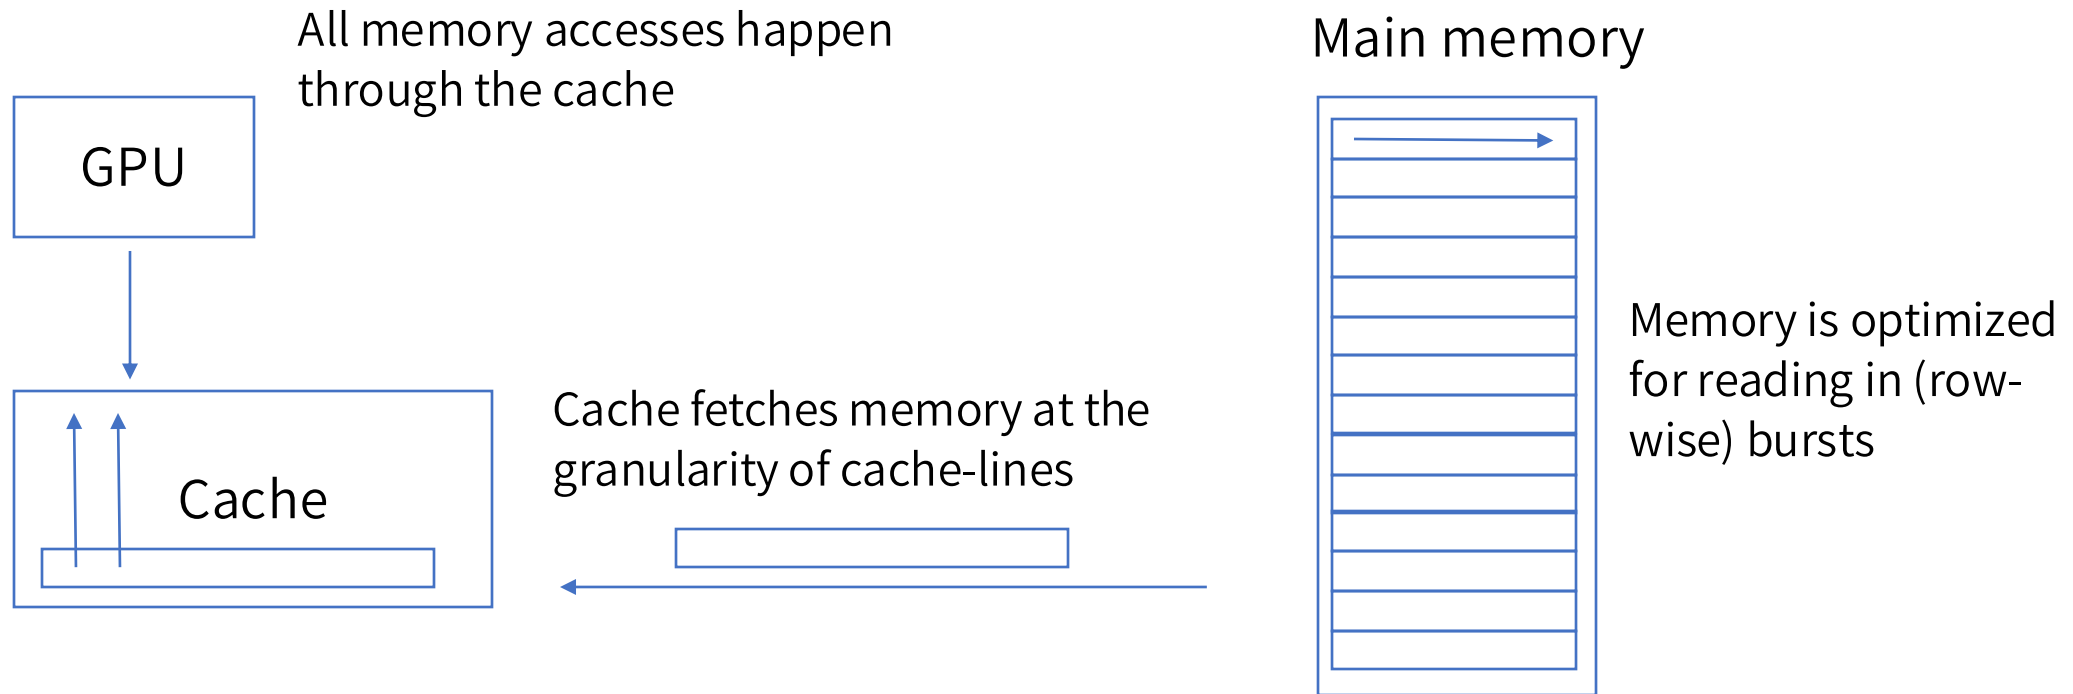 All memory accesses happen
through the cache
GPU
Cache
Cache fetches memory at the
granularity of cache-lines
Main memory
Memory is optimized
for reading in (row-
wise) bursts